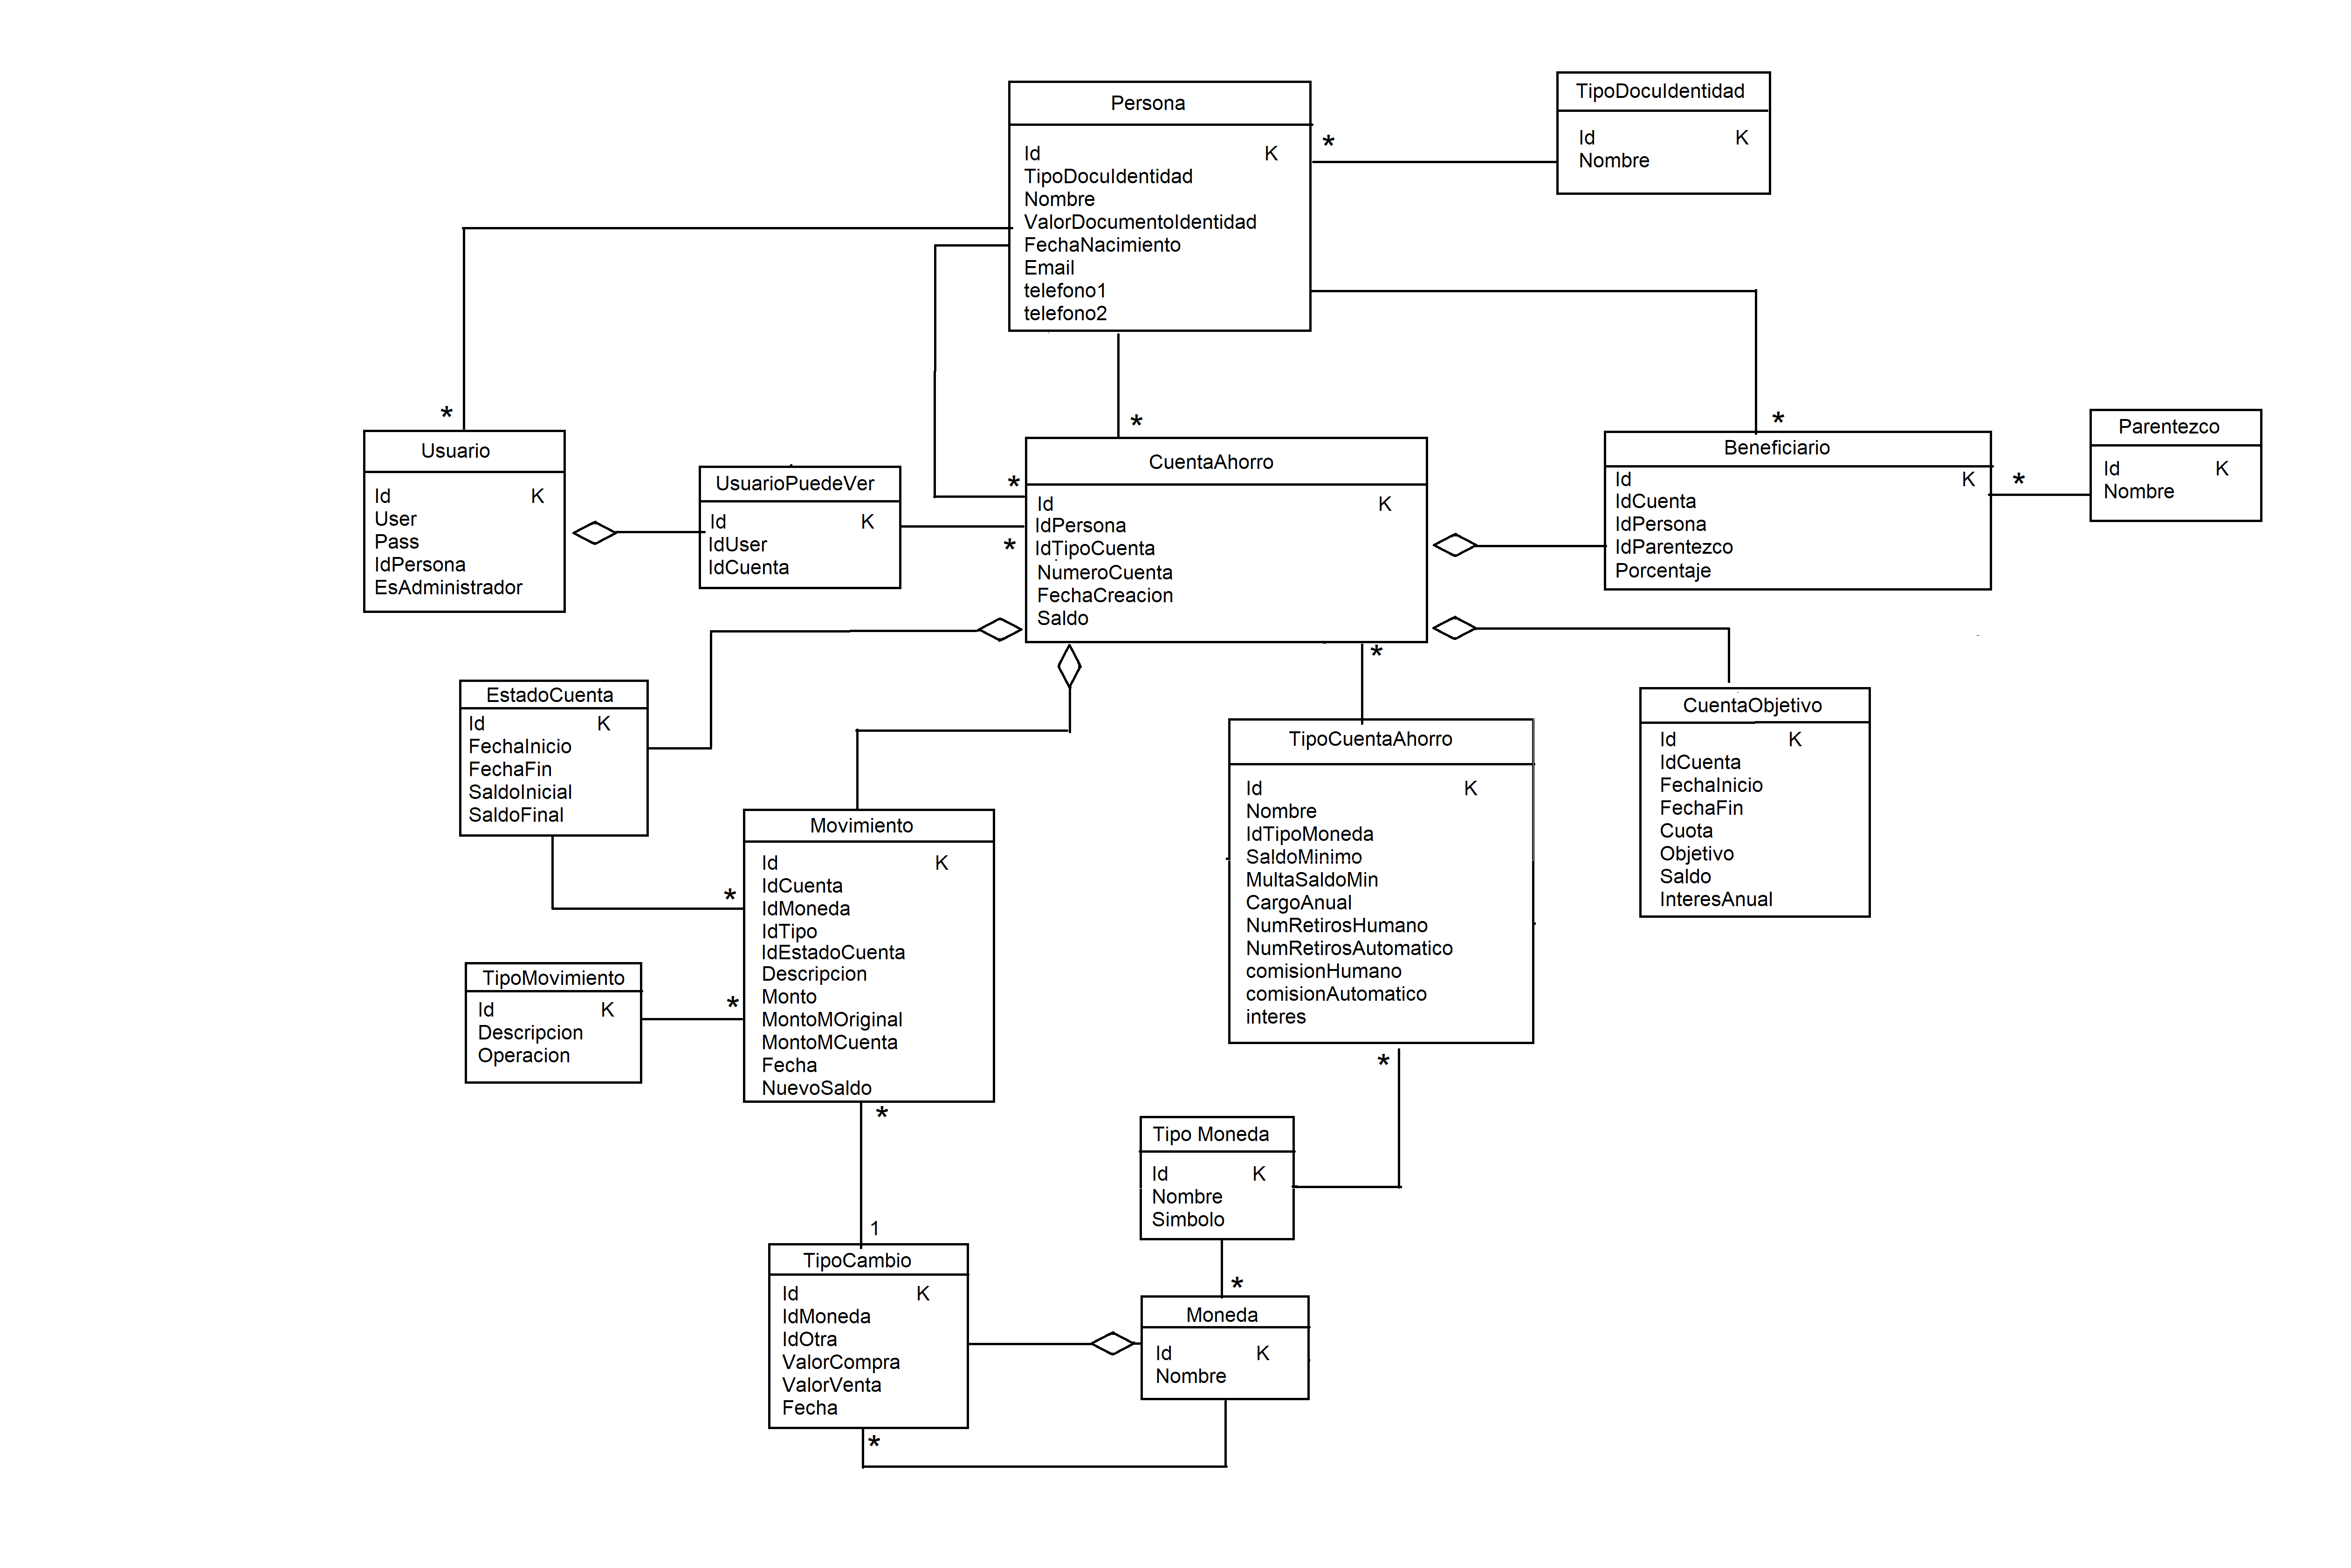 Persona
Id K
TipoDocuIdentidad
Nombre
ValorDocumentoIdentidad
FechaNacimiento
Email
telefono1
telefono2
*
TipoDocuIdentidad
Id K
Nombre
*
Usuario
Id K
User
Pass
IdPersona
EsAdministrador
UsuarioPuedeVer
Id K
IdUser
IdCuenta
*
*
*
CuentaAhorro
Id K
IdPersona
IdTipoCuenta
NumeroCuenta
FechaCreacion
Saldo
*
*
Beneficiario
Id K
IdCuenta
IdPersona
IdParentezco
Porcentaje
*
Parentezco
Id K
Nombre
EstadoCuenta
Id K
FechaInicio
FechaFin
SaldoInicial
SaldoFinal
*
Movimiento
Id K
IdCuenta
IdMoneda
IdTipo
IdEstadoCuenta
Descripcion
Monto
MontoMOriginal
MontoMCuenta
Fecha
NuevoSaldo
*
TipoCuentaAhorro
Id K
Nombre
IdTipoMoneda
SaldoMinimo
MultaSaldoMin
CargoAnual
NumRetirosHumano
NumRetirosAutomatico
comisionHumano
comisionAutomatico
interes
*
CuentaObjetivo
Id K
IdCuenta
FechaInicio
FechaFin
Cuota
Objetivo
Saldo
InteresAnual
TipoMovimiento
Id K
Descripcion
Operacion
*
1
TipoCambio
Id K
IdMoneda
IdOtra
ValorCompra
ValorVenta
Fecha
*
Tipo Moneda
Id K
Nombre
Simbolo
*
Moneda
Id K
Nombre